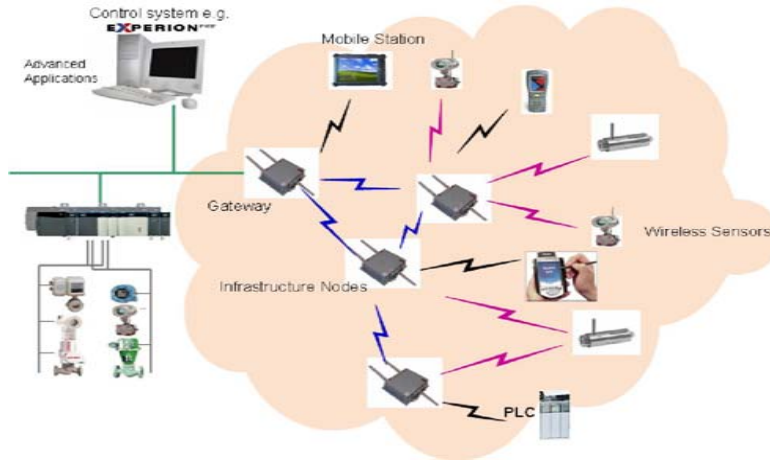 Control system e.g.
EXPERION
Advanced
Applications
Mobile Station
Gateway
Wireless Sensors
Infrastructure Nodes
PLC